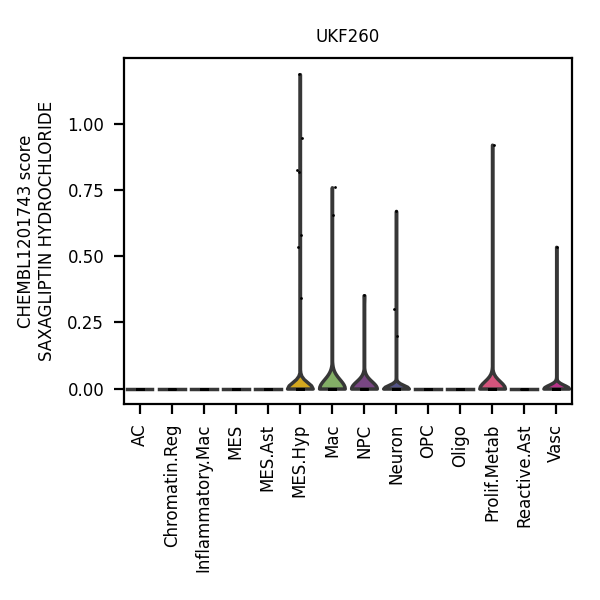 UKF260
CHEMBL1201743 score
SAXAGLIPTIN HYDROCHLORIDE
1.00
0.75
0.50
0.25
0.00
AC
Chromatin.Reg
Inflammatory.Mac
MES
MES.Ast
MES.Hyp
Mac
NPC
Neuron
OPC
Oligo
Prolif.Metab
Reactive.Ast
Vasc